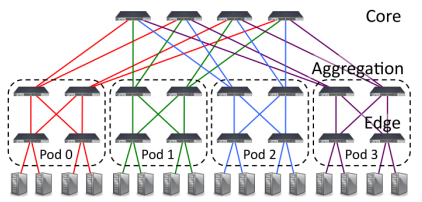 Core
Aggregation
Edge
Pod 0
Pod 1
Pod 2
Pod 3